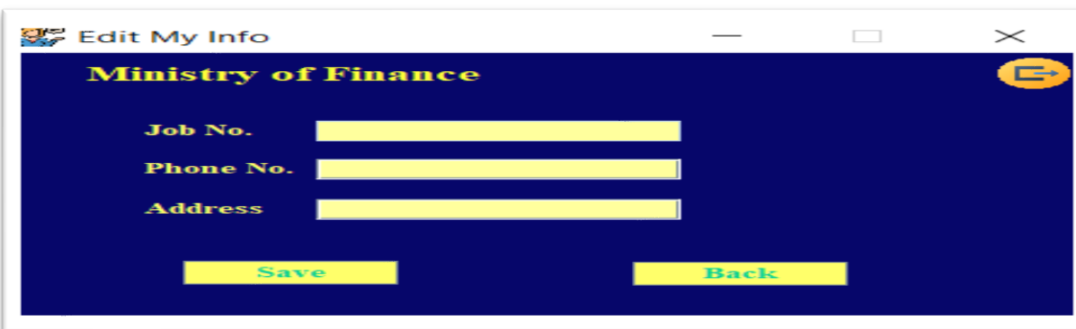 Edit My Info
Ministry of Finance
Job No.
Phone No.
Address
Save Back